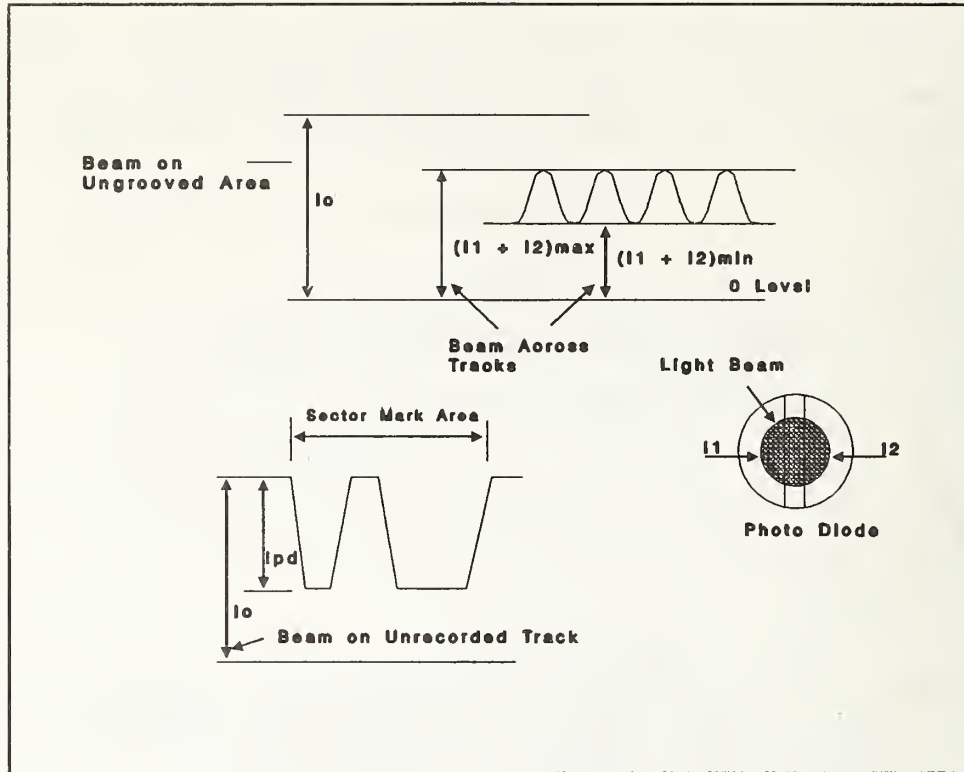 Beam on
Ungrooved Area
Io
(I1 + I2)max
(I1 + I2)min
0 Level
Beam Across
Tracks
Light Beam
Sector Mark Area
I1
I2
Photo Diode
Ipd
Io
Beam on Unrecorded Track